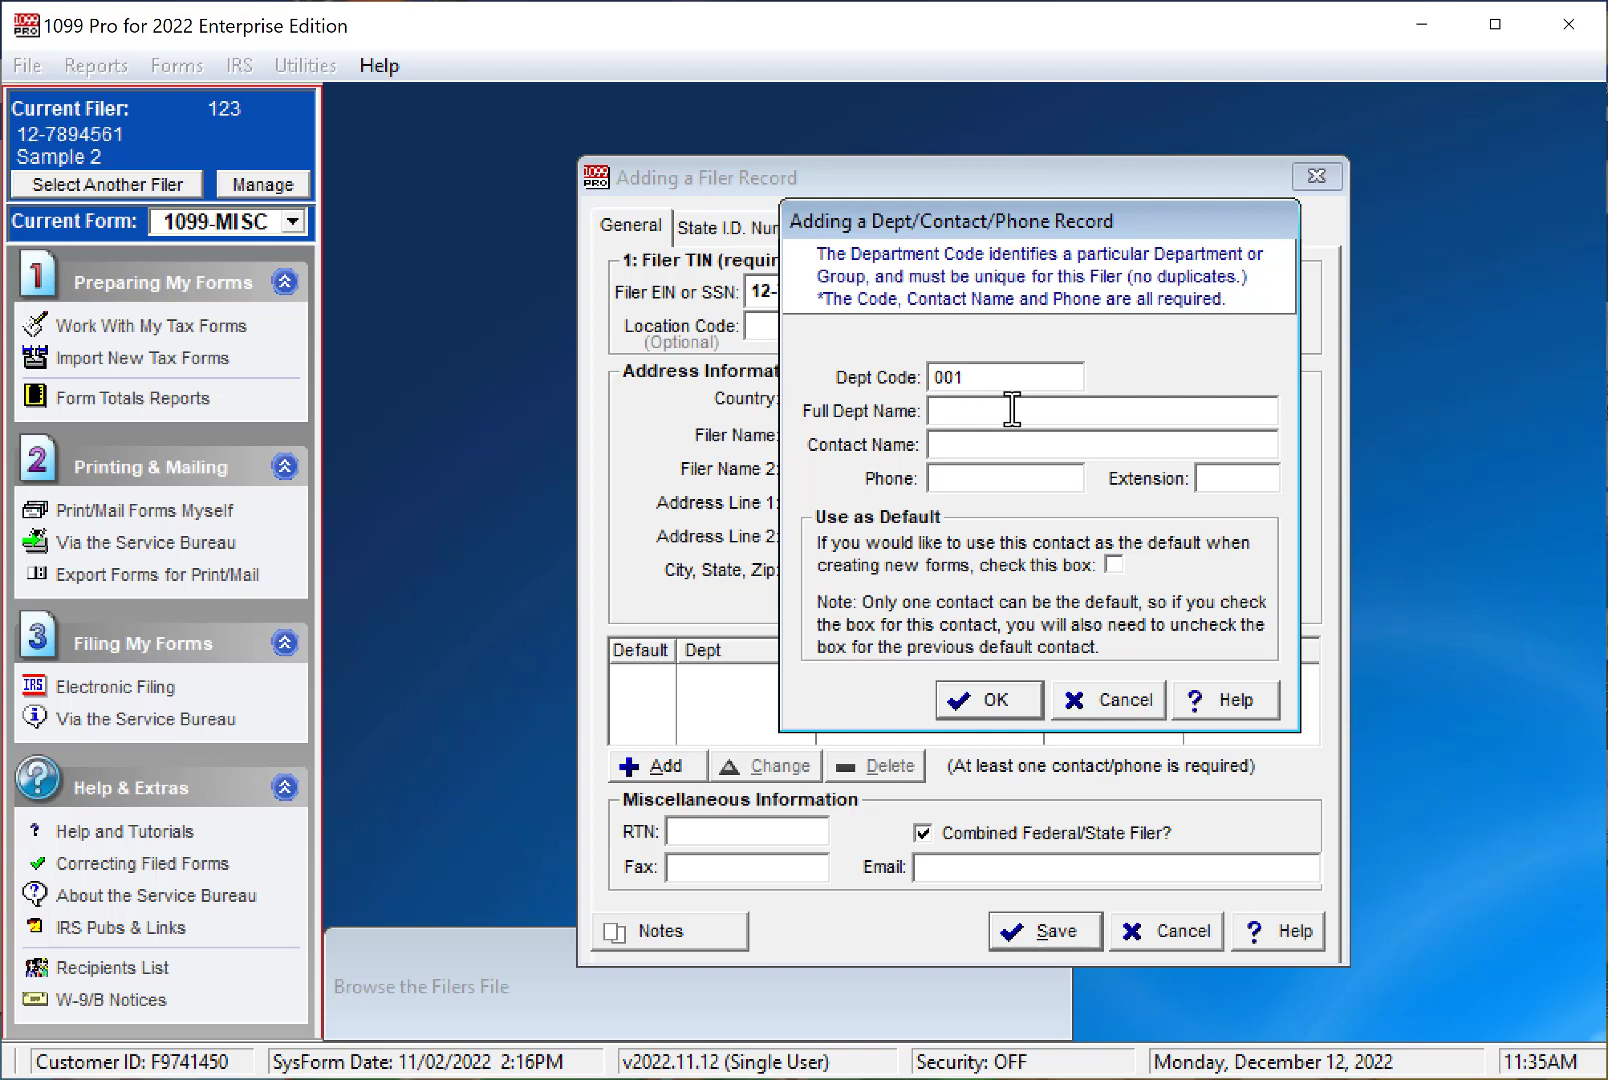 1099 Pro for 2022 Enterprise Edition
File Reports Forms IRS Utilities Help
Current Filer: 123
12-7894561
Sample 2
Select Another Filer Manage
Current Form: 1099-MISC
1 Preparing My Forms
Work With My Tax Forms
Import New Tax Forms
Form Totals Reports
2 Printing & Mailing
Print/Mail Forms Myself
Via the Service Bureau
Export Forms for Print/Mail
3 Filing My Forms
IRS Electronic Filing
Via the Service Bureau
? Help & Extras
? Help and Tutorials
Correcting Filed Forms
About the Service Bureau
IRS Pubs & Links
Recipients List
W-9/B Notices
1099 PRO Adding a Filer Record
General State I.D. Num
1: Filer TIN (requir
Filer EIN or SSN: 12-
Location Code:
(Optional)
Address Informat
Country:
Filer Name:
Filer Name 2:
Address Line 1:
Address Line 2:
City, State, Zip:
Default Dept
Adding a Dept/Contact/Phone Record
The Department Code identifies a particular Department or
Group, and must be unique for this Filer (no duplicates.)
*The Code, Contact Name and Phone are all required.
Dept Code: 001
Full Dept Name:
Contact Name:
Phone: Extension:
Use as Default
If you would like to use this contact as the default when
creating new forms, check this box:
Note: Only one contact can be the default, so if you check
the box for this contact, you will also need to uncheck the
box for the previous default contact.
OK Cancel ? Help
Add Change Delete (At least one contact/phone is required)
Miscellaneous Information
RTN: Combined Federal/State Filer?
Fax: Email:
Notes Save Cancel ? Help
Browse the Filers File
Customer ID: F9741450 SysForm Date: 11/02/2022 2:16PM v2022.11.12 (Single User) Security: OFF Monday, December 12, 2022 11:35AM